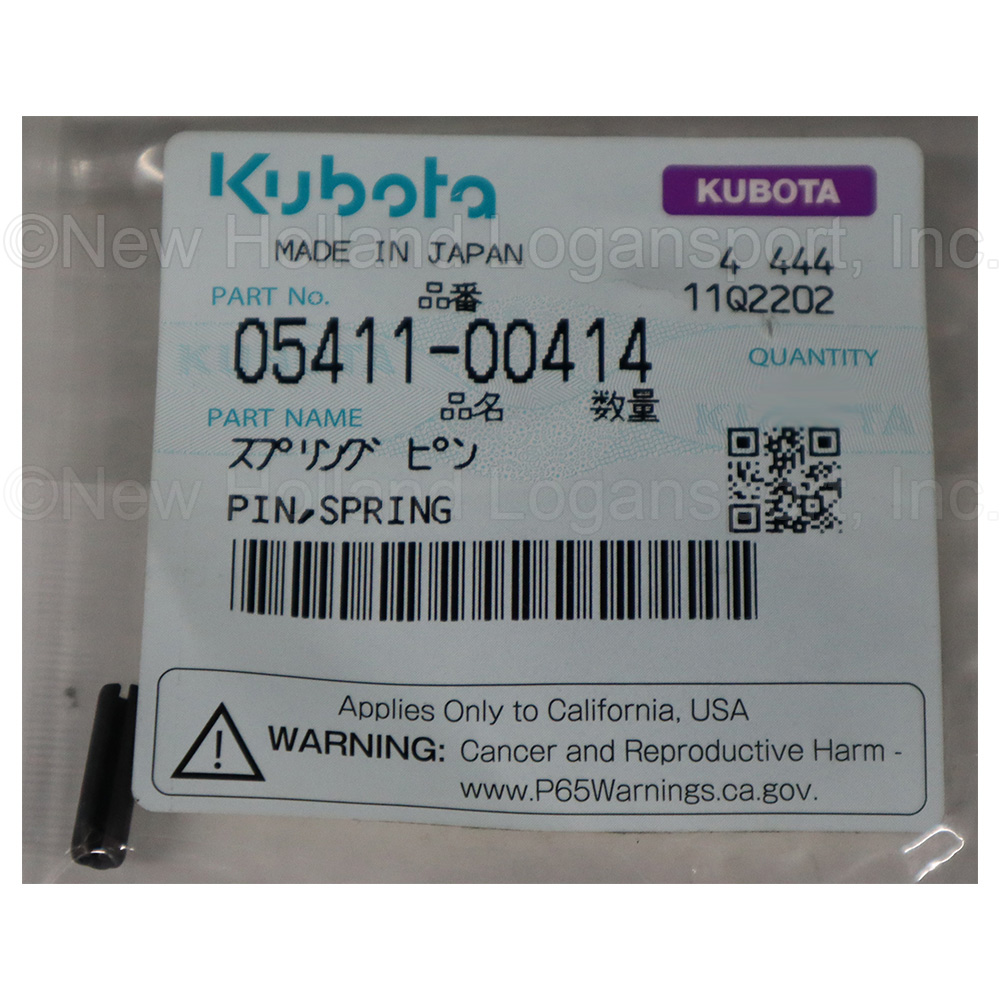 Kubota
KUBOTA
©New Holland Logansport, Inc.
MADE IN JAPAN
4 444
PART No. 品番
11Q2202
05411-00414
QUANTITY
KUBOTA
品名 数量
PART NAME
スプリング ピン
©New Holland Logansport, Inc.
PIN,SPRING
Applies Only to California, USA
WARNING: Cancer and Reproductive Harm -
www.P65Warnings.ca.gov.